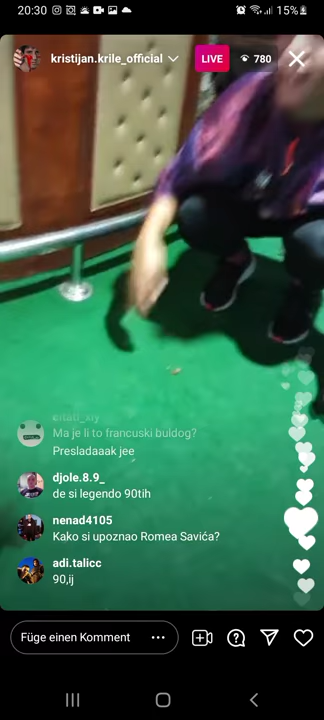 20:30 15%
kristijan.krile_official LIVE 780
Ma je li to francuski buldog?
Presladaaak jee
djole.8.9_
de si legendo 90tih
nenad4105
Kako si upoznao Romea Savića?
adi.talicc
90,ij
Füge einen Komment